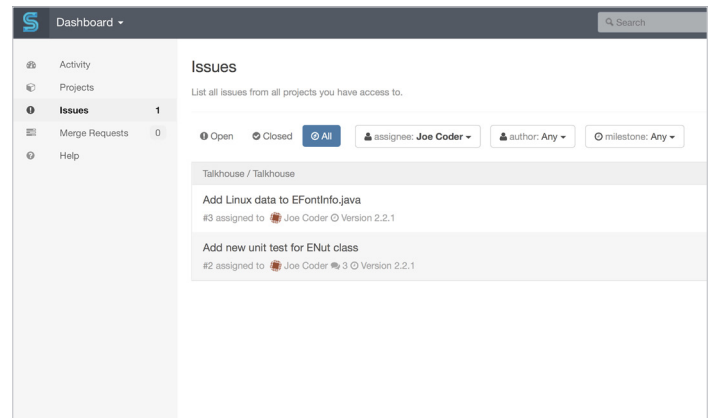 S Dashboard
Search
Activity
Projects
Issues 1
Merge Requests 0
Help
Issues
List all issues from all projects you have access to.
Open Closed All assignee: Joe Coder author: Any milestone: Any
Talkhouse / Talkhouse
Add Linux data to EFontInfo.java
#3 assigned to Joe Coder Version 2.2.1
Add new unit test for ENut class
#2 assigned to Joe Coder 3 Version 2.2.1